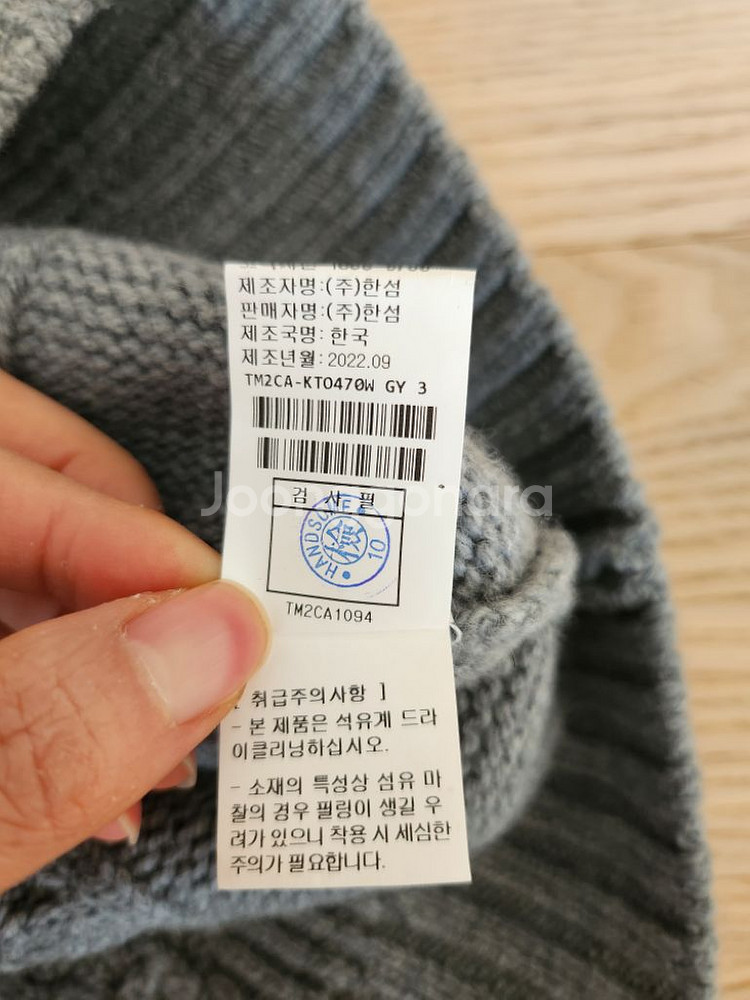 제조자명:(주)한섬
판매자명:(주)한섬
제조국명: 한국
제조년월: 2022.09
TM2CA-KTO470W GY 3
검 사 필
HANDSOME
10
TM2CA1094
취급주의사항 ]
- 본 제품은 석유계 드라
이클리닝하십시오.
- 소재의 특성상 섬유 마
찰의 경우 필링이 생길 우
려가 있으니 착용 시 세심한
주의가 필요합니다.
Joongonara